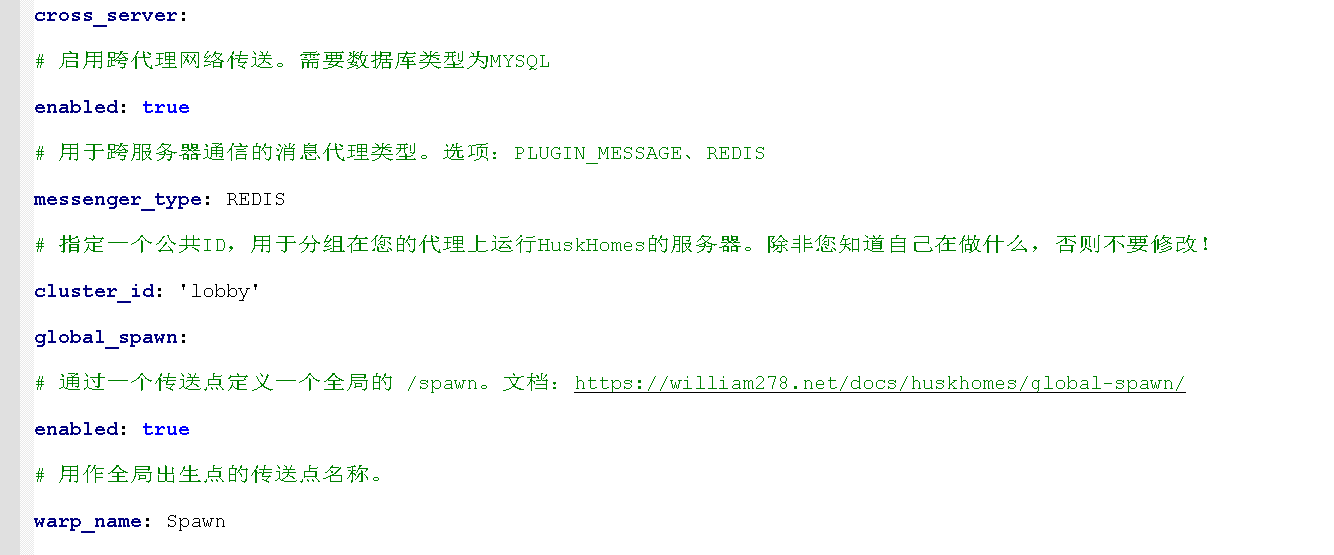 cross_server:
# 启用跨代理网络传送。需要数据库类型为MYSQL
enabled: true
# 用于跨服务器通信的消息代理类型。选项：PLUGIN_MESSAGE、REDIS
messenger_type: REDIS
# 指定一个公共ID，用于分组在您的代理上运行HuskHomes的服务器。除非您知道自己在做什么，否则不要修改！
cluster_id: 'lobby'
global_spawn:
# 通过一个传送点定义一个全局的 /spawn。文档：https://william278.net/docs/huskhomes/global-spawn/
enabled: true
# 用作全局出生点的传送点名称。
warp_name: Spawn